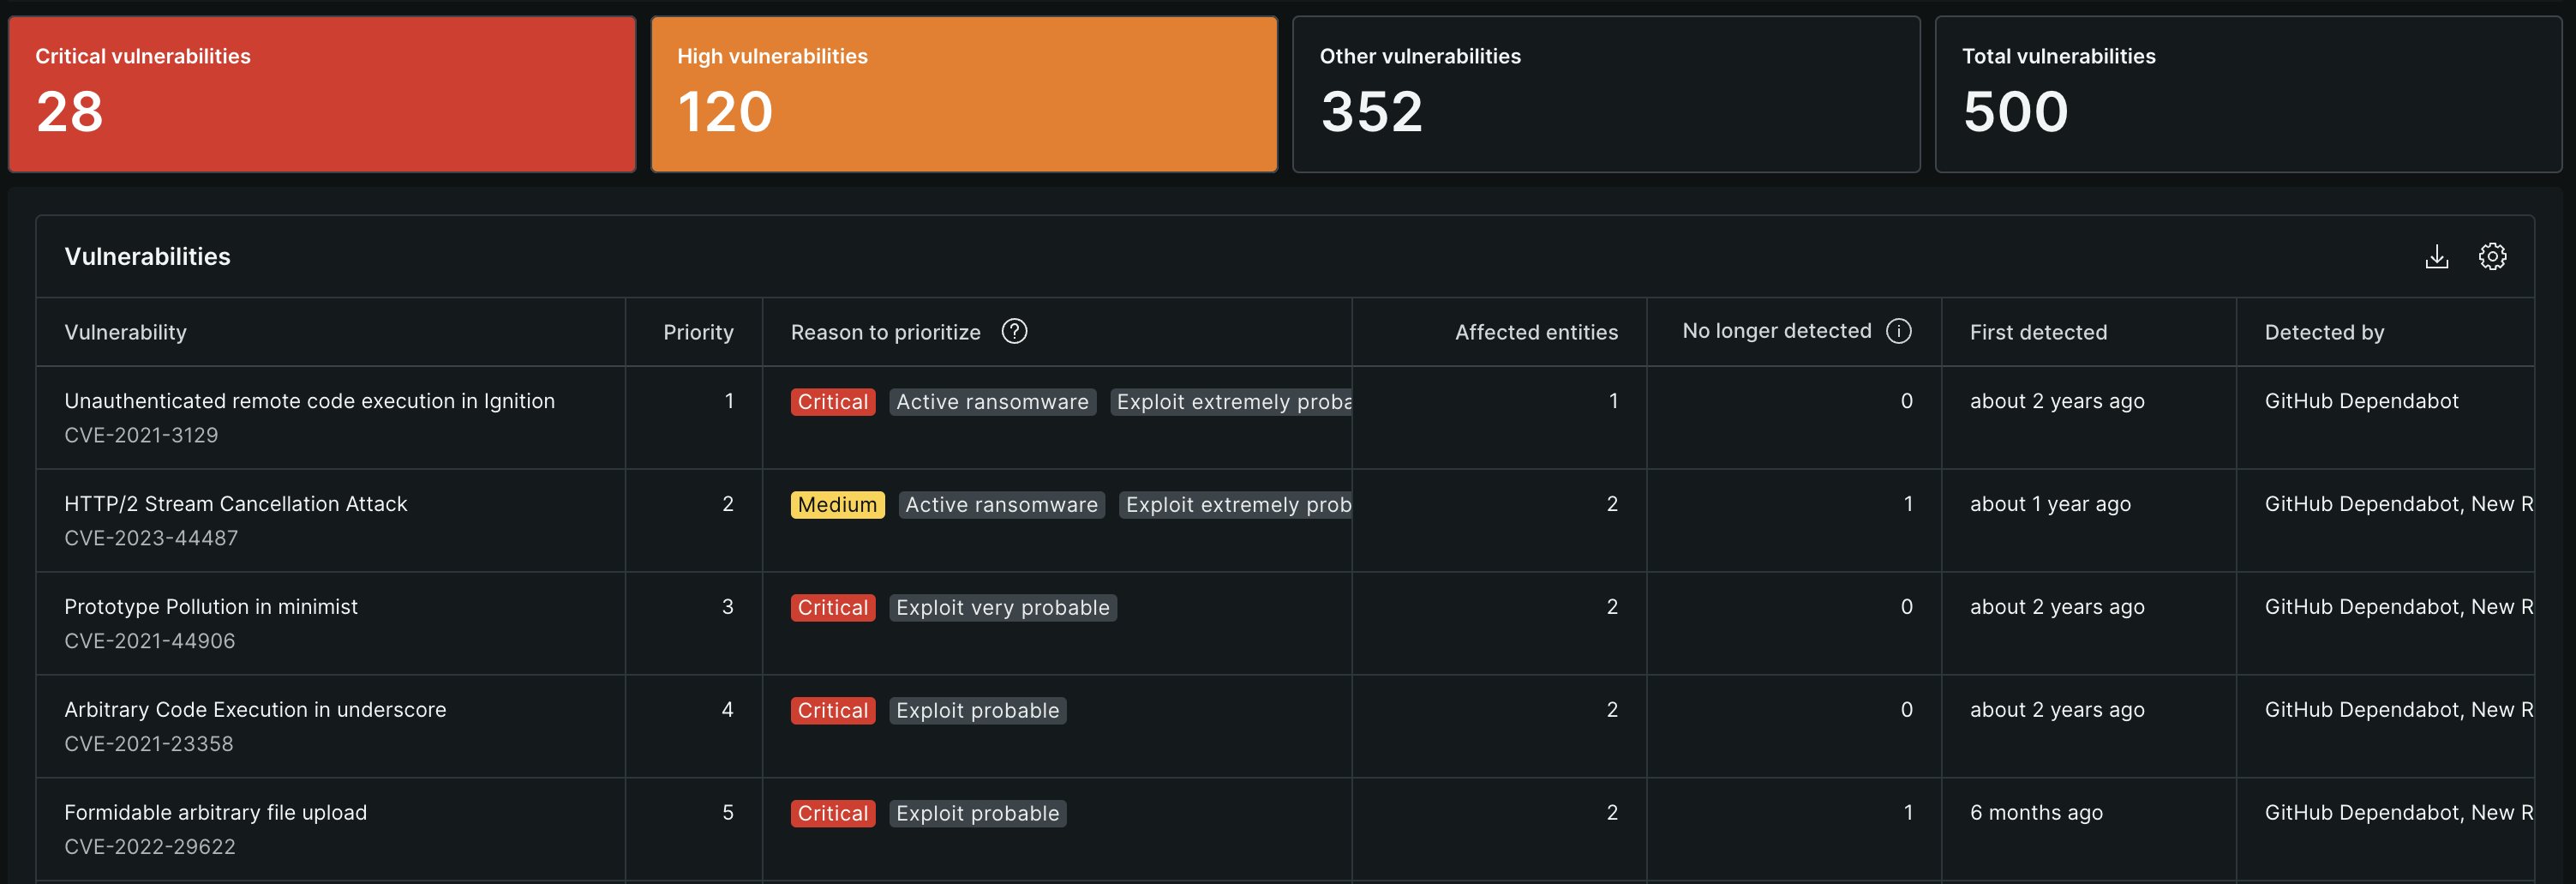 Critical vulnerabilities
28
High vulnerabilities
120
Other vulnerabilities
352
Total vulnerabilities
500
Vulnerabilities
Vulnerability Priority Reason to prioritize ? Affected entities No longer detected i First detected Detected by
Unauthenticated remote code execution in Ignition 1 Critical Active ransomware Exploit extremely proba 1 0 about 2 years ago GitHub Dependabot
CVE-2021-3129
HTTP/2 Stream Cancellation Attack 2 Medium Active ransomware Exploit extremely prob 2 1 about 1 year ago GitHub Dependabot, New R
CVE-2023-44487
Prototype Pollution in minimist 3 Critical Exploit very probable 2 0 about 2 years ago GitHub Dependabot, New R
CVE-2021-44906
Arbitrary Code Execution in underscore 4 Critical Exploit probable 2 0 about 2 years ago GitHub Dependabot, New R
CVE-2021-23358
Formidable arbitrary file upload 5 Critical Exploit probable 2 1 6 months ago GitHub Dependabot, New R
CVE-2022-29622